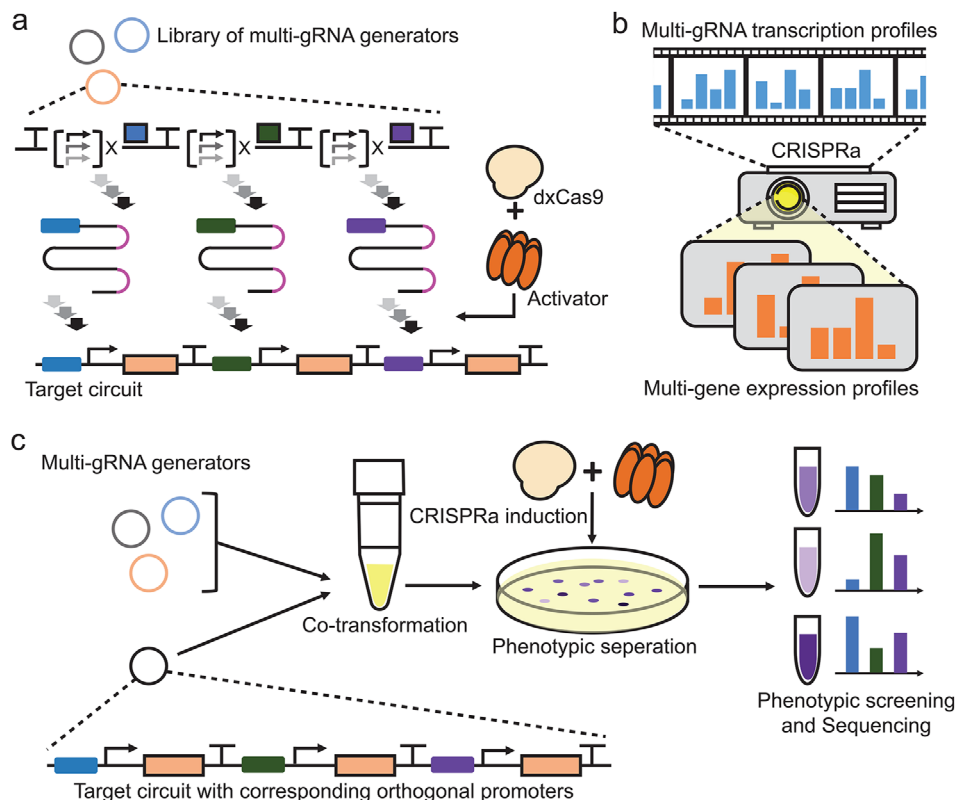 a
Library of multi-gRNA generators
X
X
X
dxCas9
+
Activator
Target circuit
b
Multi-gRNA transcription profiles
CRISPRa
Multi-gene expression profiles
c
Multi-gRNA generators
+
CRISPRa induction
Co-transformation
Phenotypic seperation
Phenotypic screening
and Sequencing
Target circuit with corresponding orthogonal promoters